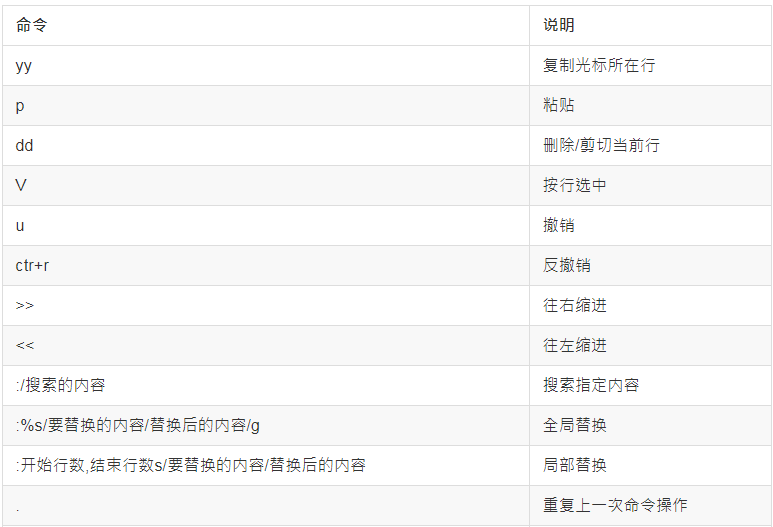 命令 说明
yy 复制光标所在行
p 粘贴
dd 删除/剪切当前行
V 按行选中
u 撤销
ctr+r 反撤销
>> 往右缩进
<< 往左缩进
:/搜索的内容 搜索指定内容
:%s/要替换的内容/替换后的内容/g 全局替换
:开始行数,结束行数s/要替换的内容/替换后的内容 局部替换
. 重复上一次命令操作